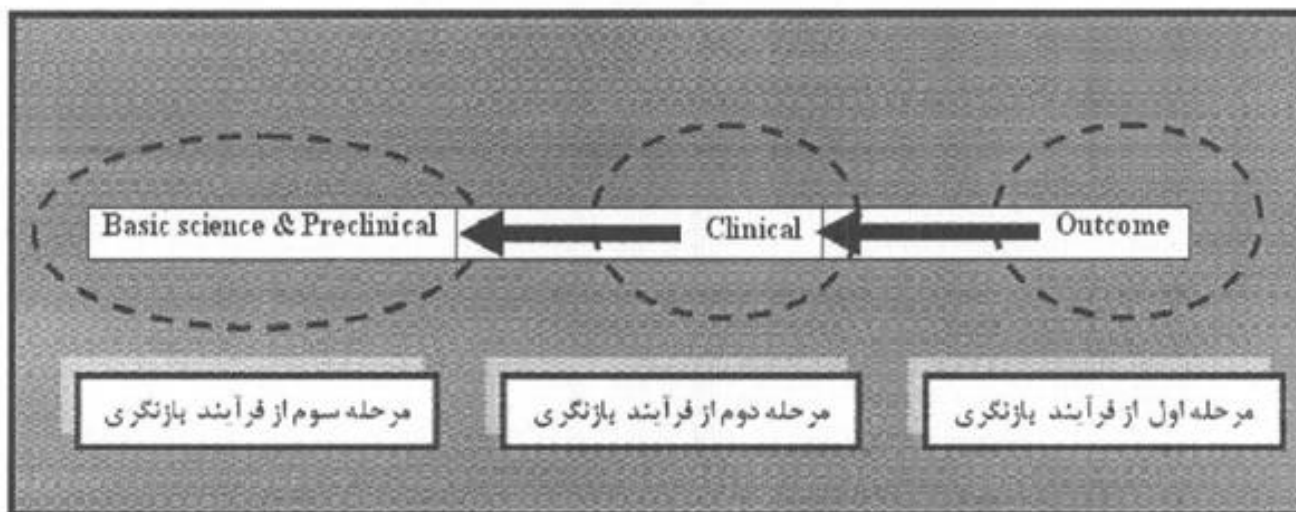 Basic science & Preclinical
Clinical
Outcome
مرحله اول از فرآیند بازنگری
مرحله دوم از فرآیند بازنگری
مرحله سوم از فرآیند بازنگری